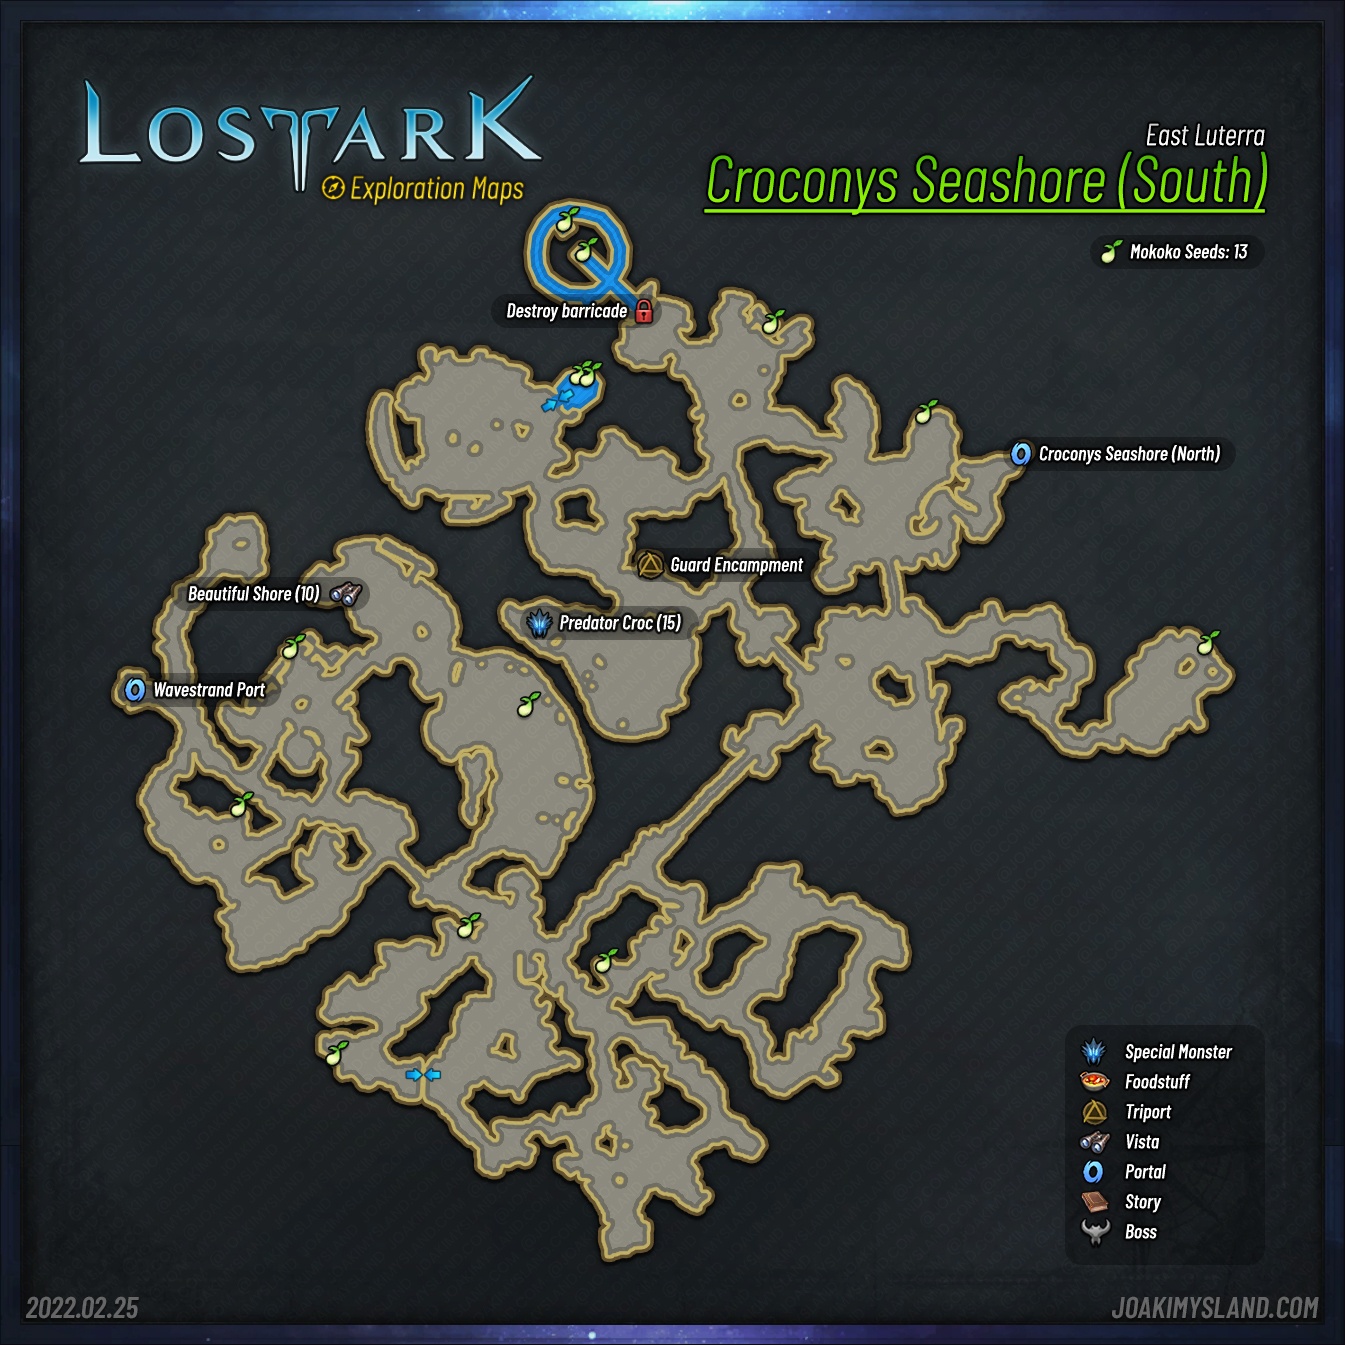 LOST ARK
Exploration Maps
East Luterra
Croconys Seashore (South)
Mokoko Seeds: 13
Destroy barricade
Croconys Seashore (North)
Guard Encampment
Beautiful Shore (10)
Predator Croc (15)
Wavestrand Port
Special Monster
Foodstuff
Triport
Vista
Portal
Story
Boss
2022.02.25
JOAKIMYSLAND.COM